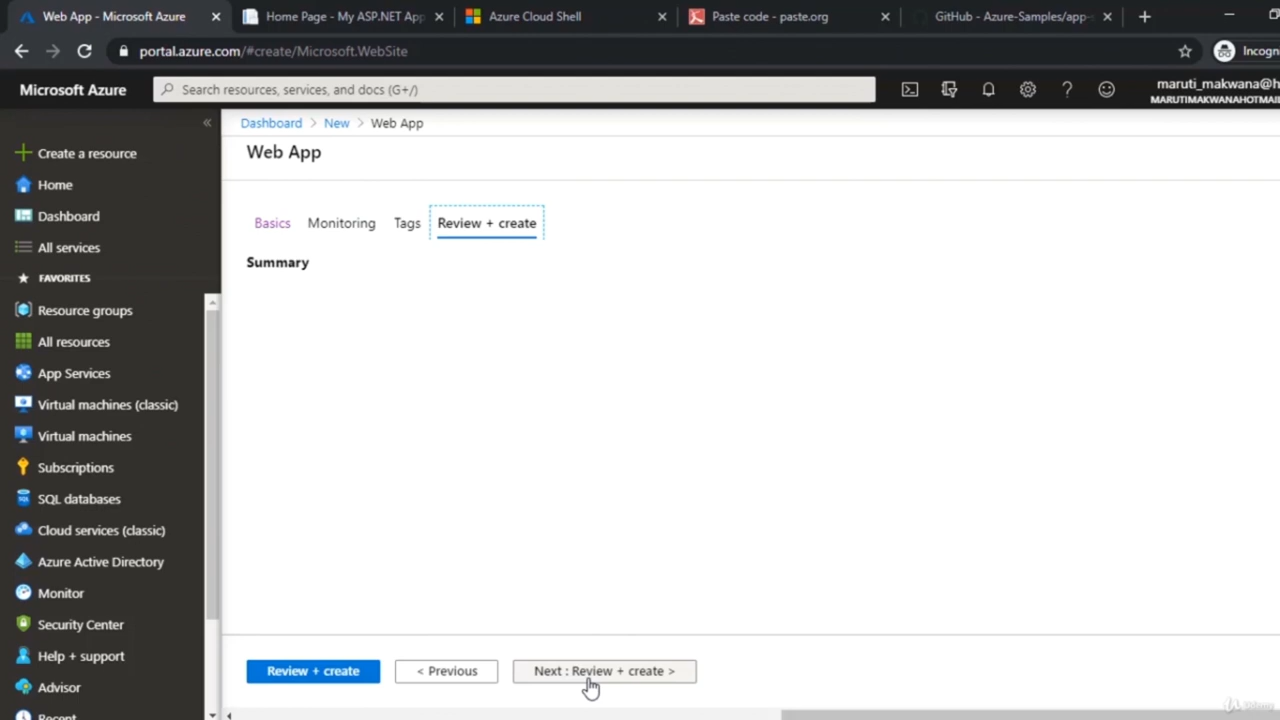 Web App - Microsoft Azure
Home Page - My ASP.NET App
Azure Cloud Shell
Paste code - paste.org
GitHub - Azure-Samples/app-s
portal.azure.com/#create/Microsoft.WebSite
Incogn
Microsoft Azure
Search resources, services, and docs (G+/)
maruti_makwana@h
MARUTIMAKWANAHOTMAIL
Dashboard > New > Web App
Web App
Create a resource
Home
Dashboard
All services
FAVORITES
Resource groups
All resources
App Services
Virtual machines (classic)
Virtual machines
Subscriptions
SQL databases
Cloud services (classic)
Azure Active Directory
Monitor
Security Center
Help + support
Advisor
Recent
Basics Monitoring Tags Review + create
Summary
Review + create
< Previous
Next : Review + create >